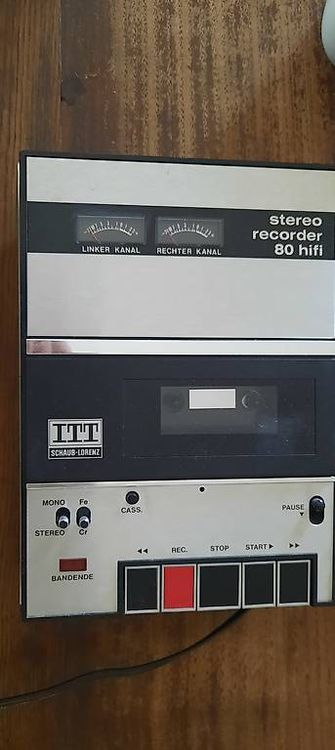 stereo
recorder
80 hifi
LINKER KANAL
RECHTER KANAL
ITT
SCHAUB-LORENZ
MONO Fe
STEREO Cr
CASS.
PAUSE
▼
BANDENDE
◀◀ REC. STOP START ▶ ▶▶